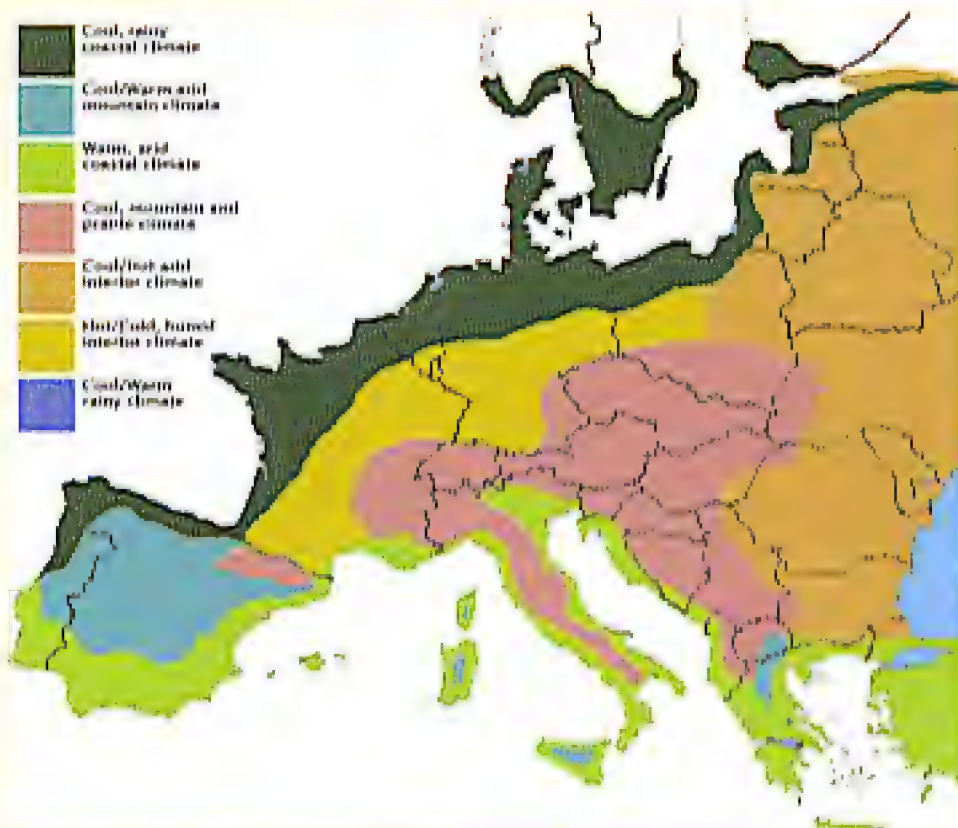 Cool, rainy
coastal climate
Cool/Warm arid
mountain climate
Warm, arid
coastal climate
Cool, mountain and
prairie climate
Cool/Hot arid
interior climate
Hot/Cold, humid
interior climate
Cool/Warm
rainy climate